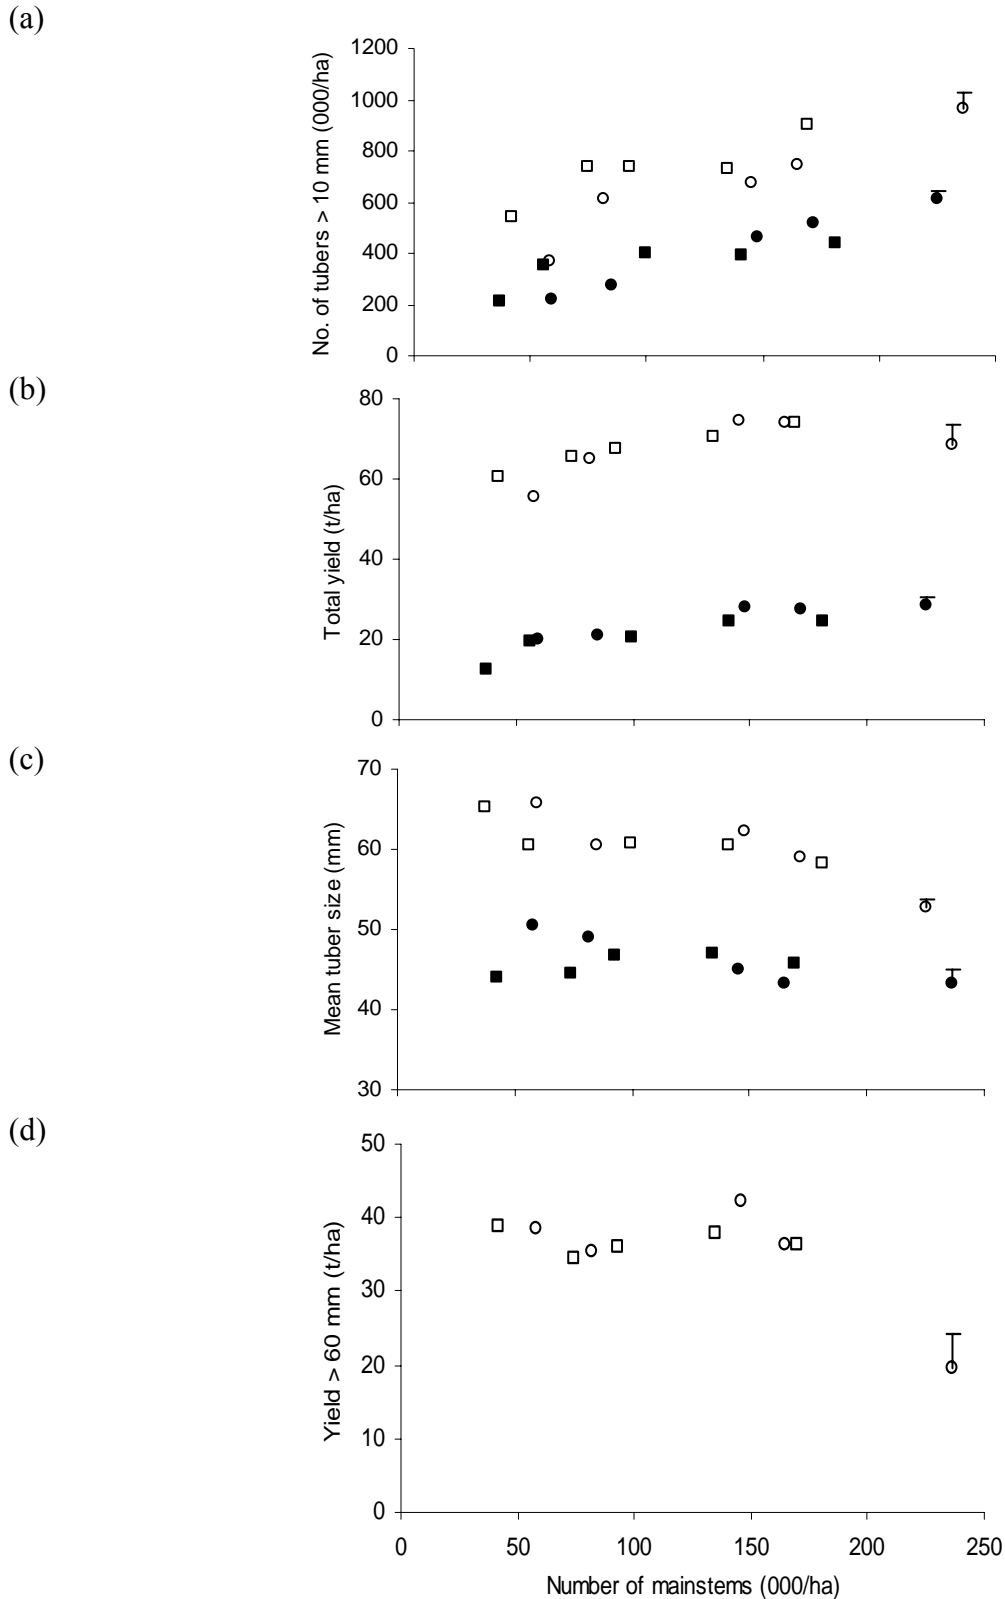 (a)
No. of tubers > 10 mm (000/ha)
1200
1000
800
600
400
200
0
(b)
Total yield (t/ha)
80
60
40
20
0
(c)
Mean tuber size (mm)
70
60
50
40
30
(d)
Yield > 60 mm (t/ha)
50
40
30
20
10
0
0 50 100 150 200 250
Number of mainstems (000/ha)